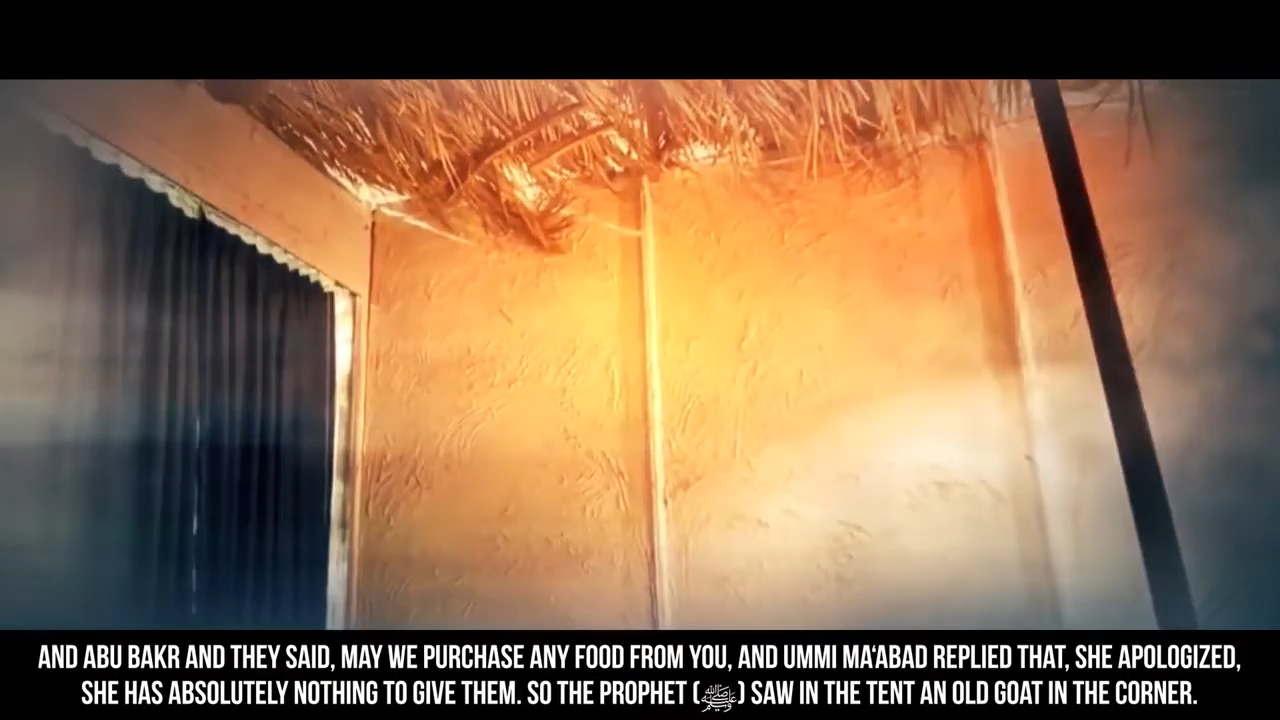 AND ABU BAKR AND THEY SAID, MAY WE PURCHASE ANY FOOD FROM YOU, AND UMMI MA‘ABAD REPLIED THAT, SHE APOLOGIZED,
SHE HAS ABSOLUTELY NOTHING TO GIVE THEM. SO THE PROPHET (ﷺ) SAW IN THE TENT AN OLD GOAT IN THE CORNER.